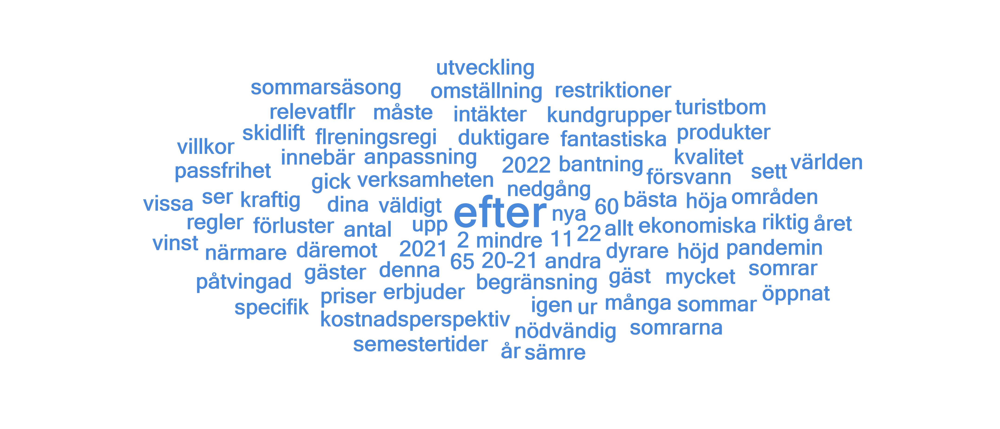 utveckling
sommarsäsong omställning restriktioner
relevatflr måste intäkter kundgrupper turistbom
skidlift flreningsregi duktigare fantastiska produkter
villkor innebär anpassning 2022 bantning kvalitet världen
passfrihet gick verksamheten nedgång försvann sett
vissa ser kraftig dina väldigt efter nya 60 bästa höja områden
regler förluster antal upp 2 mindre 11 22 allt ekonomiska riktig året
vinst närmare däremot 2021 65 20-21 andra dyrare höjd pandemin
påtvingad gäster denna begränsning gäst mycket somrar
specifik priser erbjuder igen ur många sommar öppnat
kostnadsperspektiv nödvändig somrarna
semestertider år sämre